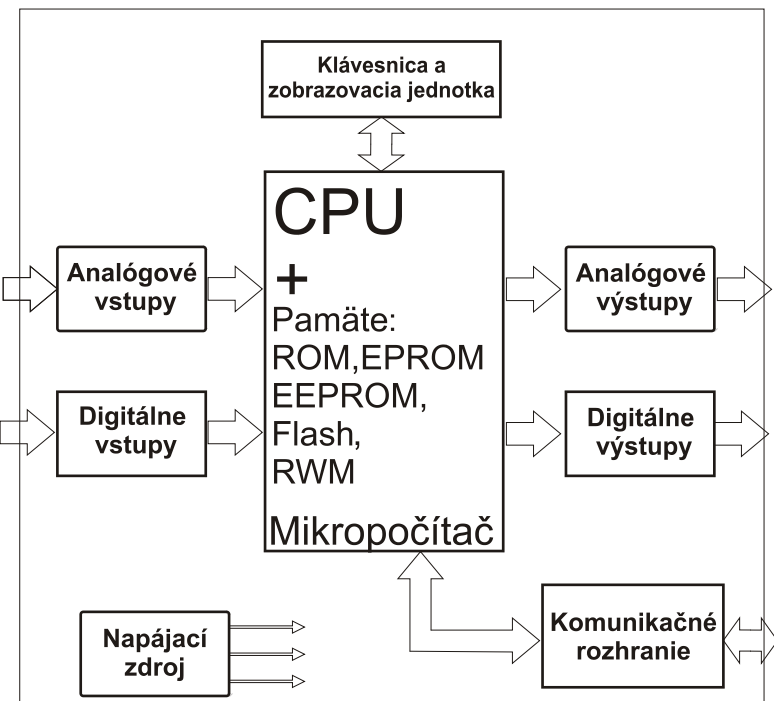 Klávesnica a
zobrazovacia jednotka
CPU
+
Pamäte:
ROM,EPROM
EEPROM,
Flash,
RWM
Mikropočítač
Analógové
vstupy
Digitálne
vstupy
Analógové
výstupy
Digitálne
výstupy
Napájací
zdroj
Komunikačné
rozhranie